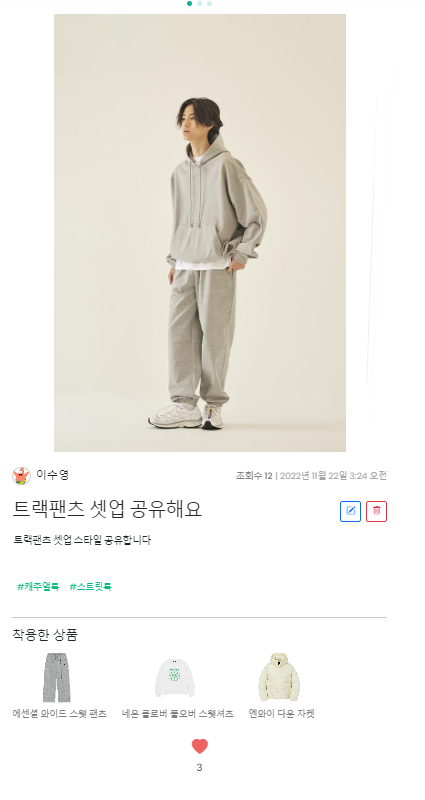 이수영
조회수 12 | 2022년 11월 22일 3:24 오전
트랙팬츠 셋업 공유해요
트랙팬츠 셋업 스타일 공유합니다
#캐주얼룩 #스트릿룩
착용한 상품
에센셜 와이드 스웻 팬츠
네온 클로버 풀오버 스웻셔츠
엔와이 다운 자켓
3